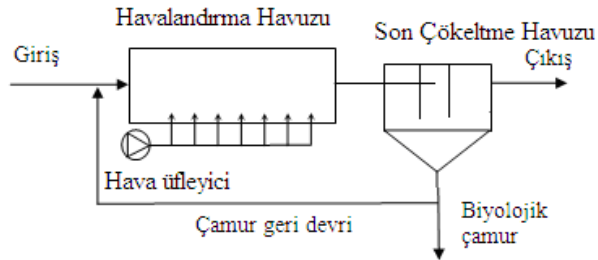 Havalandırma Havuzu
Son Çökeltme Havuzu
Giriş
Çıkış
Hava üfleyici
Çamur geri devri
Biyolojik
çamur